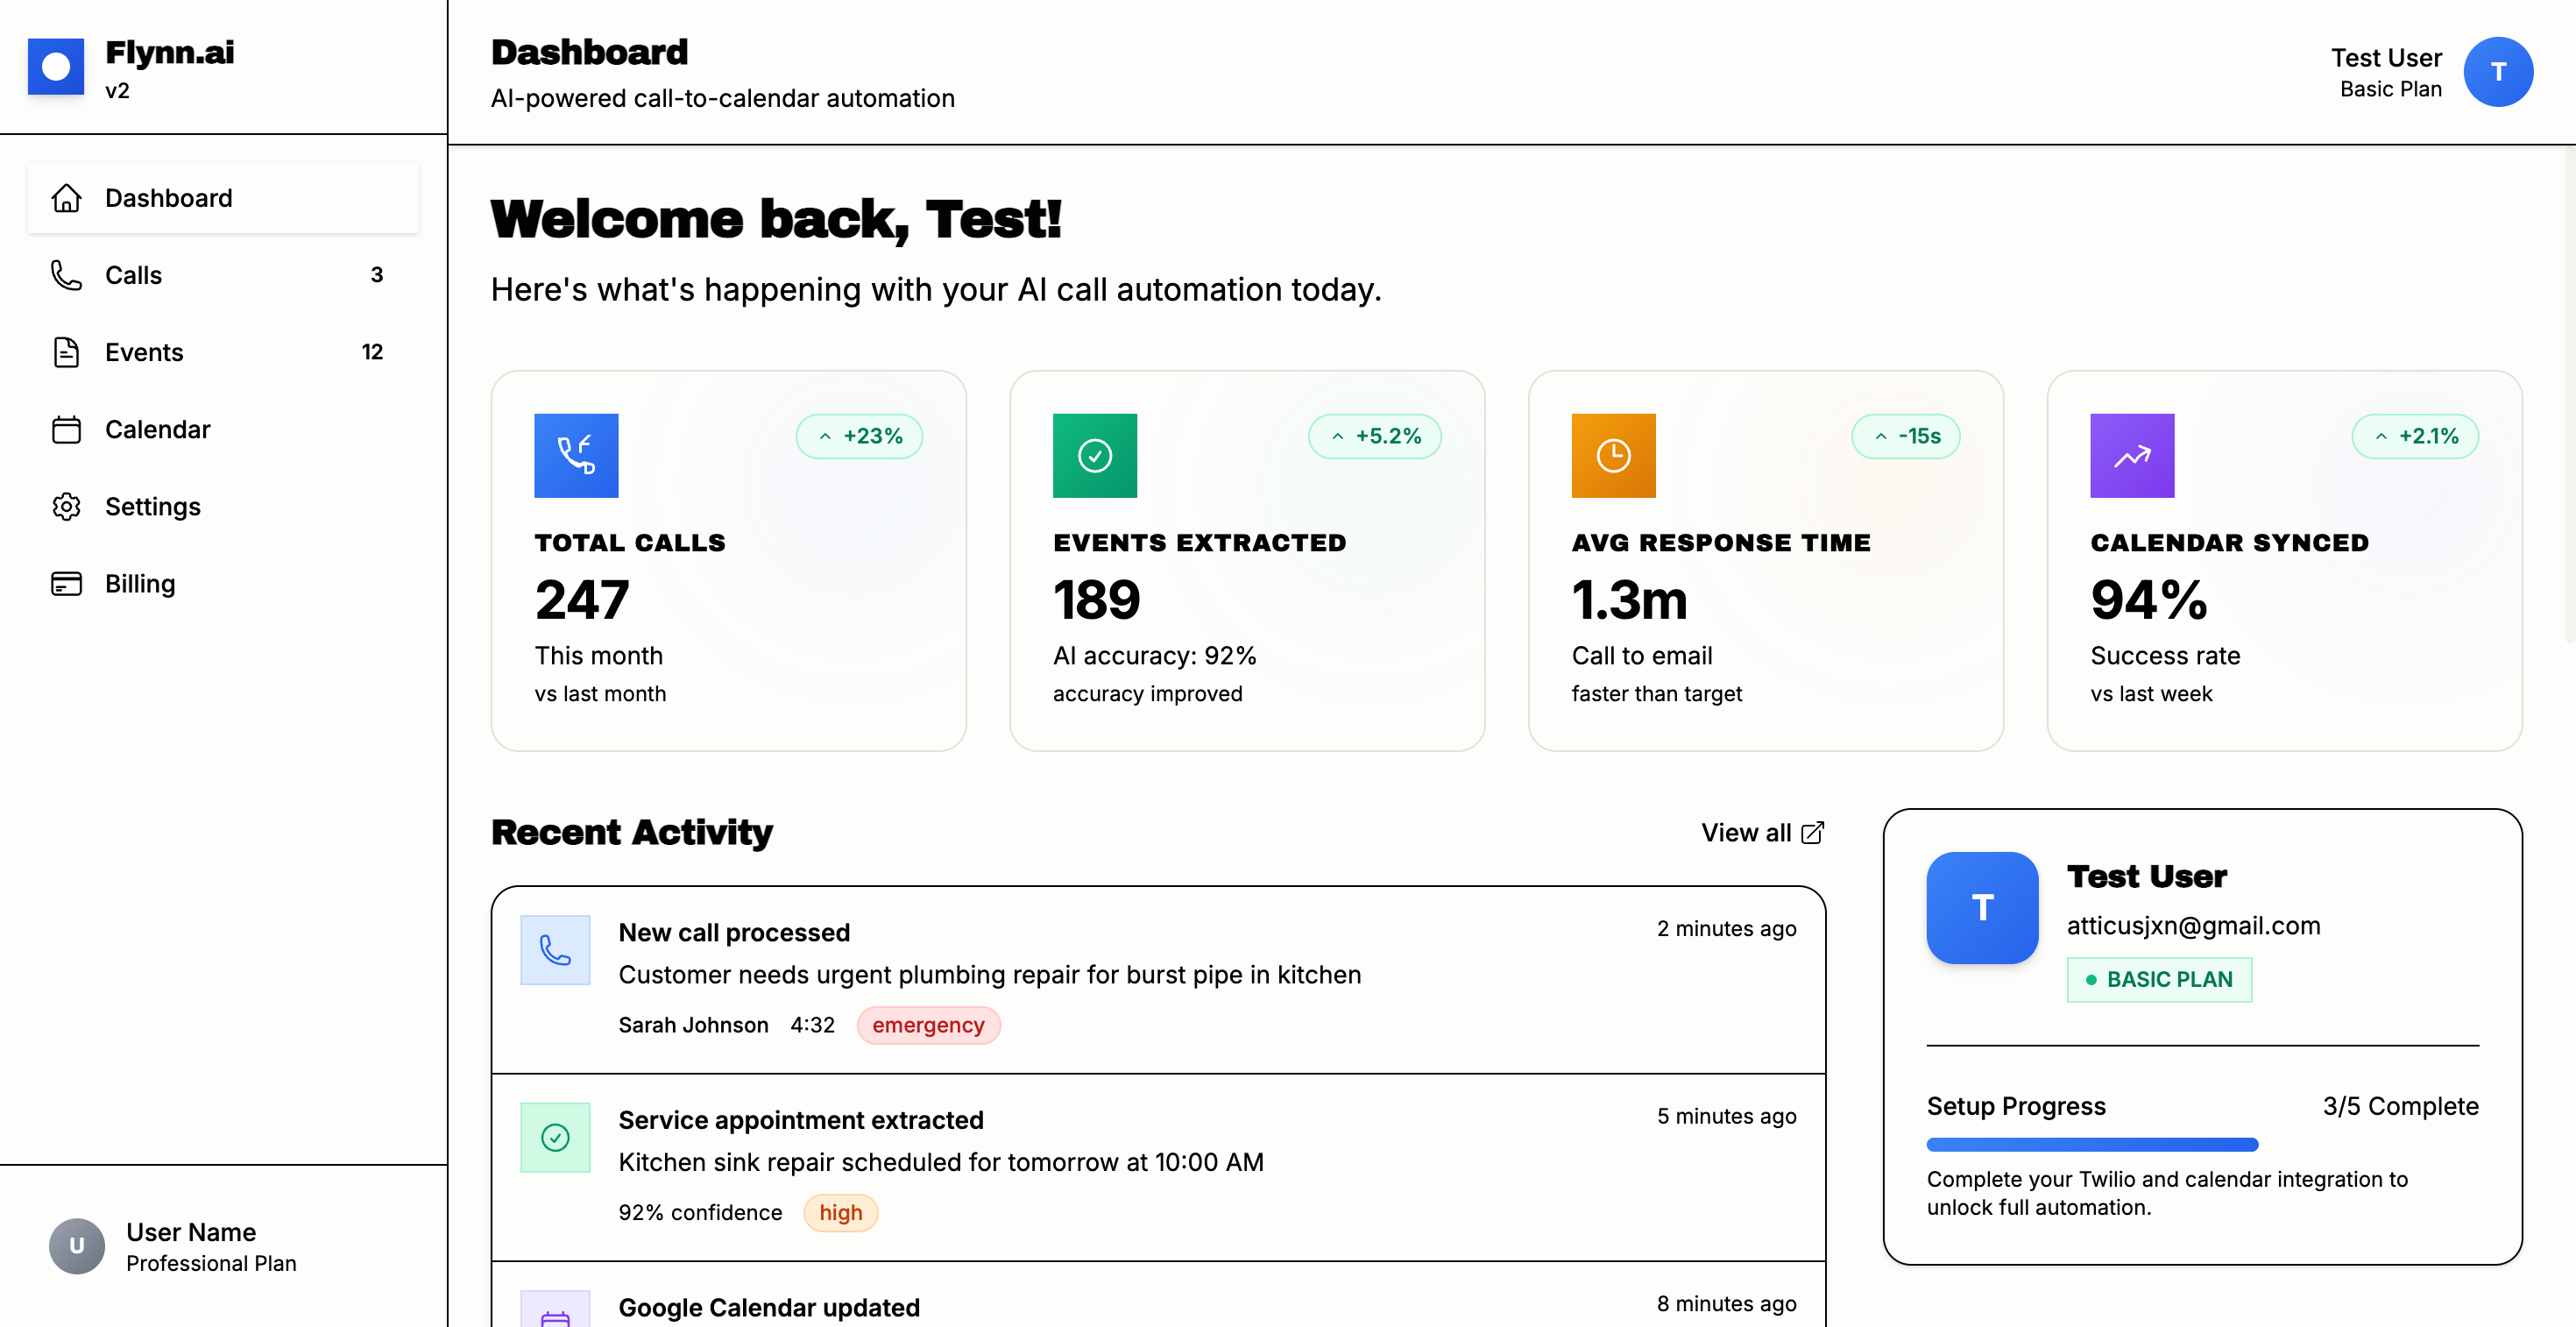 Flynn.ai
v2
Dashboard
Calls 3
Events 12
Calendar
Settings
Billing
U
User Name
Professional Plan
Dashboard
AI-powered call-to-calendar automation
Test User
Basic Plan
T
Welcome back, Test!
Here's what's happening with your AI call automation today.
+23%
TOTAL CALLS
247
This month
vs last month
+5.2%
EVENTS EXTRACTED
189
AI accuracy: 92%
accuracy improved
-15s
AVG RESPONSE TIME
1.3m
Call to email
faster than target
+2.1%
CALENDAR SYNCED
94%
Success rate
vs last week
Recent Activity
View all
New call processed
2 minutes ago
Customer needs urgent plumbing repair for burst pipe in kitchen
Sarah Johnson 4:32 emergency
Service appointment extracted
5 minutes ago
Kitchen sink repair scheduled for tomorrow at 10:00 AM
92% confidence high
Google Calendar updated
8 minutes ago
T
Test User
atticusjxn@gmail.com
BASIC PLAN
Setup Progress
3/5 Complete
Complete your Twilio and calendar integration to
unlock full automation.